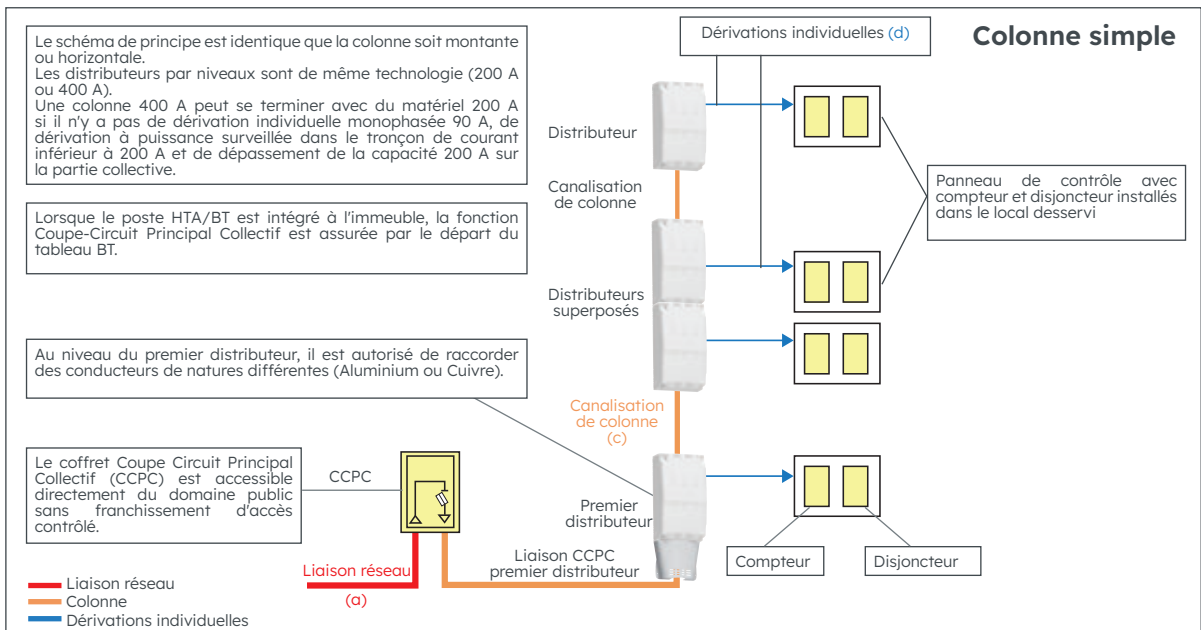 Colonne simple
Le schéma de principe est identique que la colonne soit montante
ou horizontale.
Les distributeurs par niveaux sont de même technologie (200 A
ou 400 A).
Une colonne 400 A peut se terminer avec du matériel 200 A
si il n'y a pas de dérivation individuelle monophasée 90 A, de
dérivation à puissance surveillée dans le tronçon de courant
inférieur à 200 A et de dépassement de la capacité 200 A sur
la partie collective.
Lorsque le poste HTA/BT est intégré à l'immeuble, la fonction
Coupe-Circuit Principal Collectif est assurée par le départ du
tableau BT.
Au niveau du premier distributeur, il est autorisé de raccorder
des conducteurs de natures différentes (Aluminium ou Cuivre).
Le coffret Coupe Circuit Principal
Collectif (CCPC) est accessible
directement du domaine public
sans franchissement d'accès
contrôlé.
CCPC
Dérivations individuelles (d)
Distributeur
Canalisation
de colonne
Distributeurs
superposés
Canalisation
de colonne
(c)
Premier
distributeur
Liaison CCPC
premier distributeur
Liaison réseau
(a)
Panneau de contrôle avec
compteur et disjoncteur installés
dans le local desservi
Compteur
Disjoncteur
Liaison réseau
Colonne
Dérivations individuelles